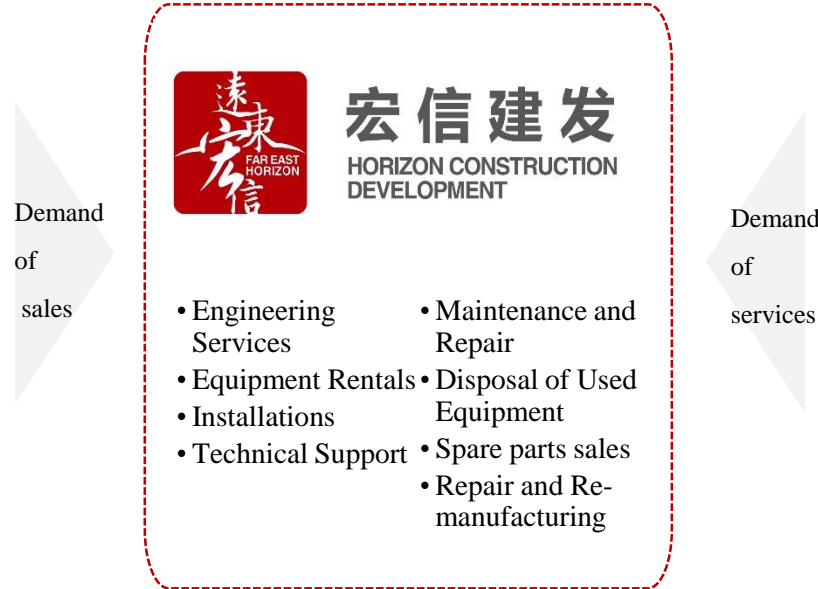 Demand
of
sales
遠東
宏信
FAR EAST
HORIZON
宏信建发
HORIZON CONSTRUCTION
DEVELOPMENT
• Engineering
Services
• Equipment Rentals
• Installations
• Technical Support
• Maintenance and
Repair
• Disposal of Used
Equipment
• Spare parts sales
• Repair and Re-
manufacturing
Demand
of
services